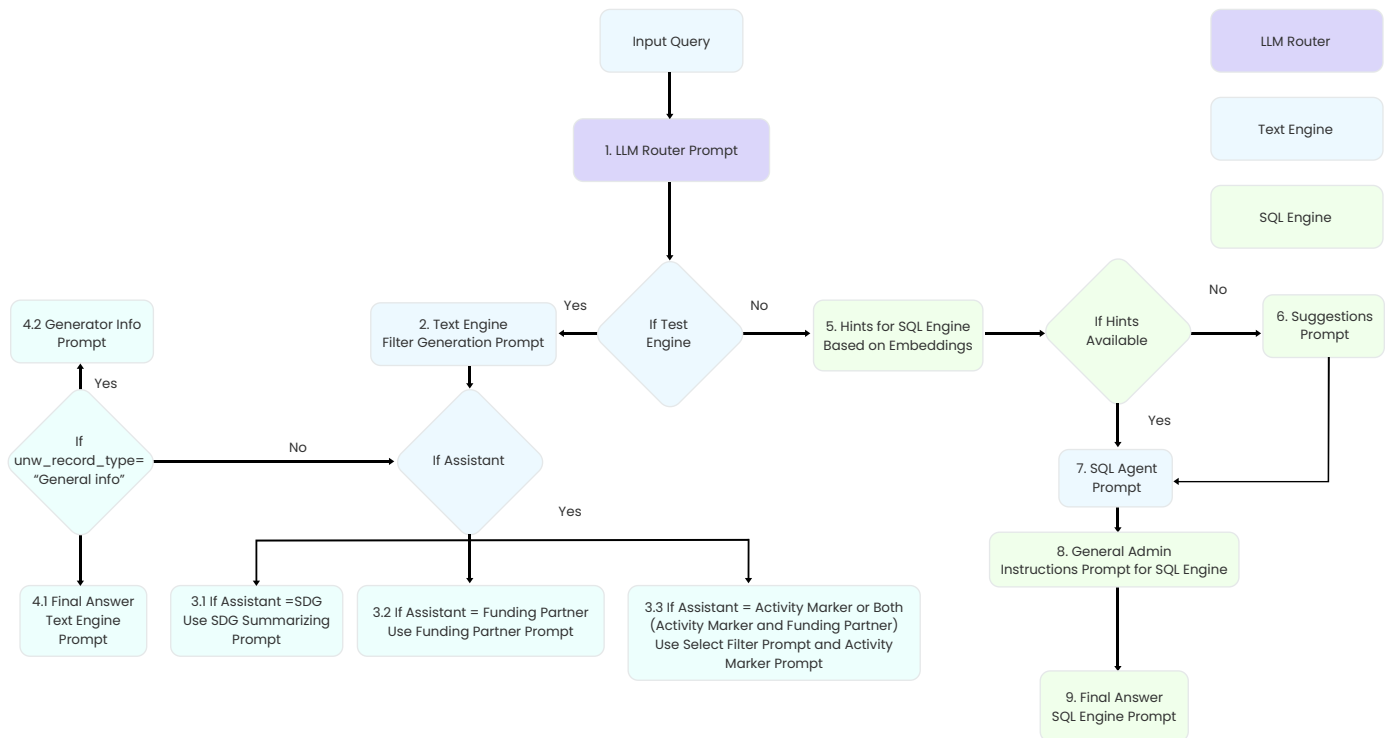 Input Query
LLM Router
1. LLM Router Prompt
Text Engine
SQL Engine
If Test
Engine
Yes
No
2. Text Engine
Filter Generation Prompt
5. Hints for SQL Engine
Based on Embeddings
If Hints
Available
No
6. Suggestions
Prompt
Yes
4.2 Generator Info
Prompt
Yes
If
unw_record_type=
“General info”
No
If Assistant
Yes
7. SQL Agent
Prompt
8. General Admin
Instructions Prompt for SQL Engine
4.1 Final Answer
Text Engine
Prompt
3.1 If Assistant =SDG
Use SDG Summarizing
Prompt
3.2 If Assistant = Funding Partner
Use Funding Partner Prompt
3.3 If Assistant = Activity Marker or Both
(Activity Marker and Funding Partner)
Use Select Filter Prompt and Activity
Marker Prompt
9. Final Answer
SQL Engine Prompt